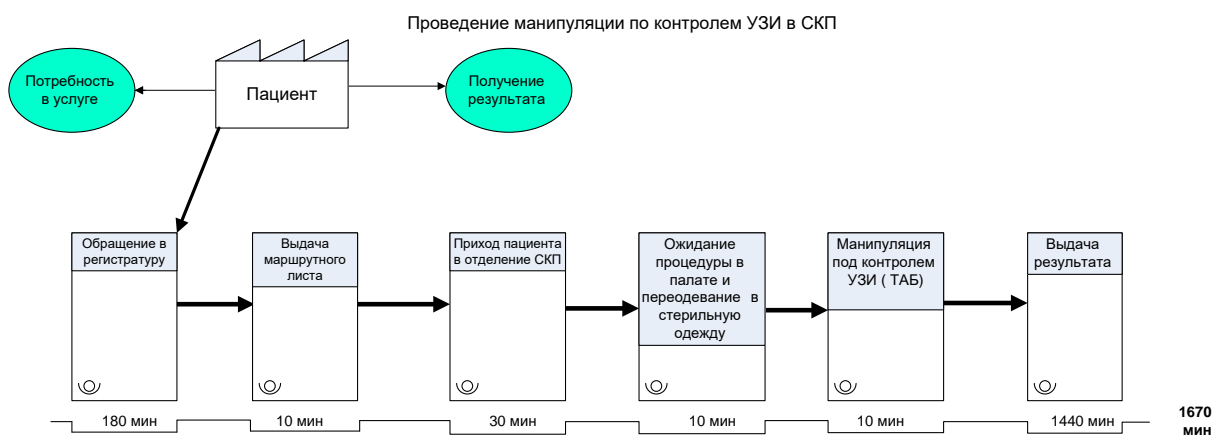 Проведение манипуляции по контролем УЗИ в СКП
Потребность
в услуге
Пациент
Получение
результата
Обращение в
регистратуру
Выдача
маршрутного
листа
Приход пациента
в отделение СКП
Ожидание
процедуры в
палате и
переодевание в
стерильную
одежду
Манипуляция
под контролем
УЗИ ( ТАБ)
Выдача
результата
180 мин
10 мин
30 мин
10 мин
10 мин
1440 мин
1670
мин